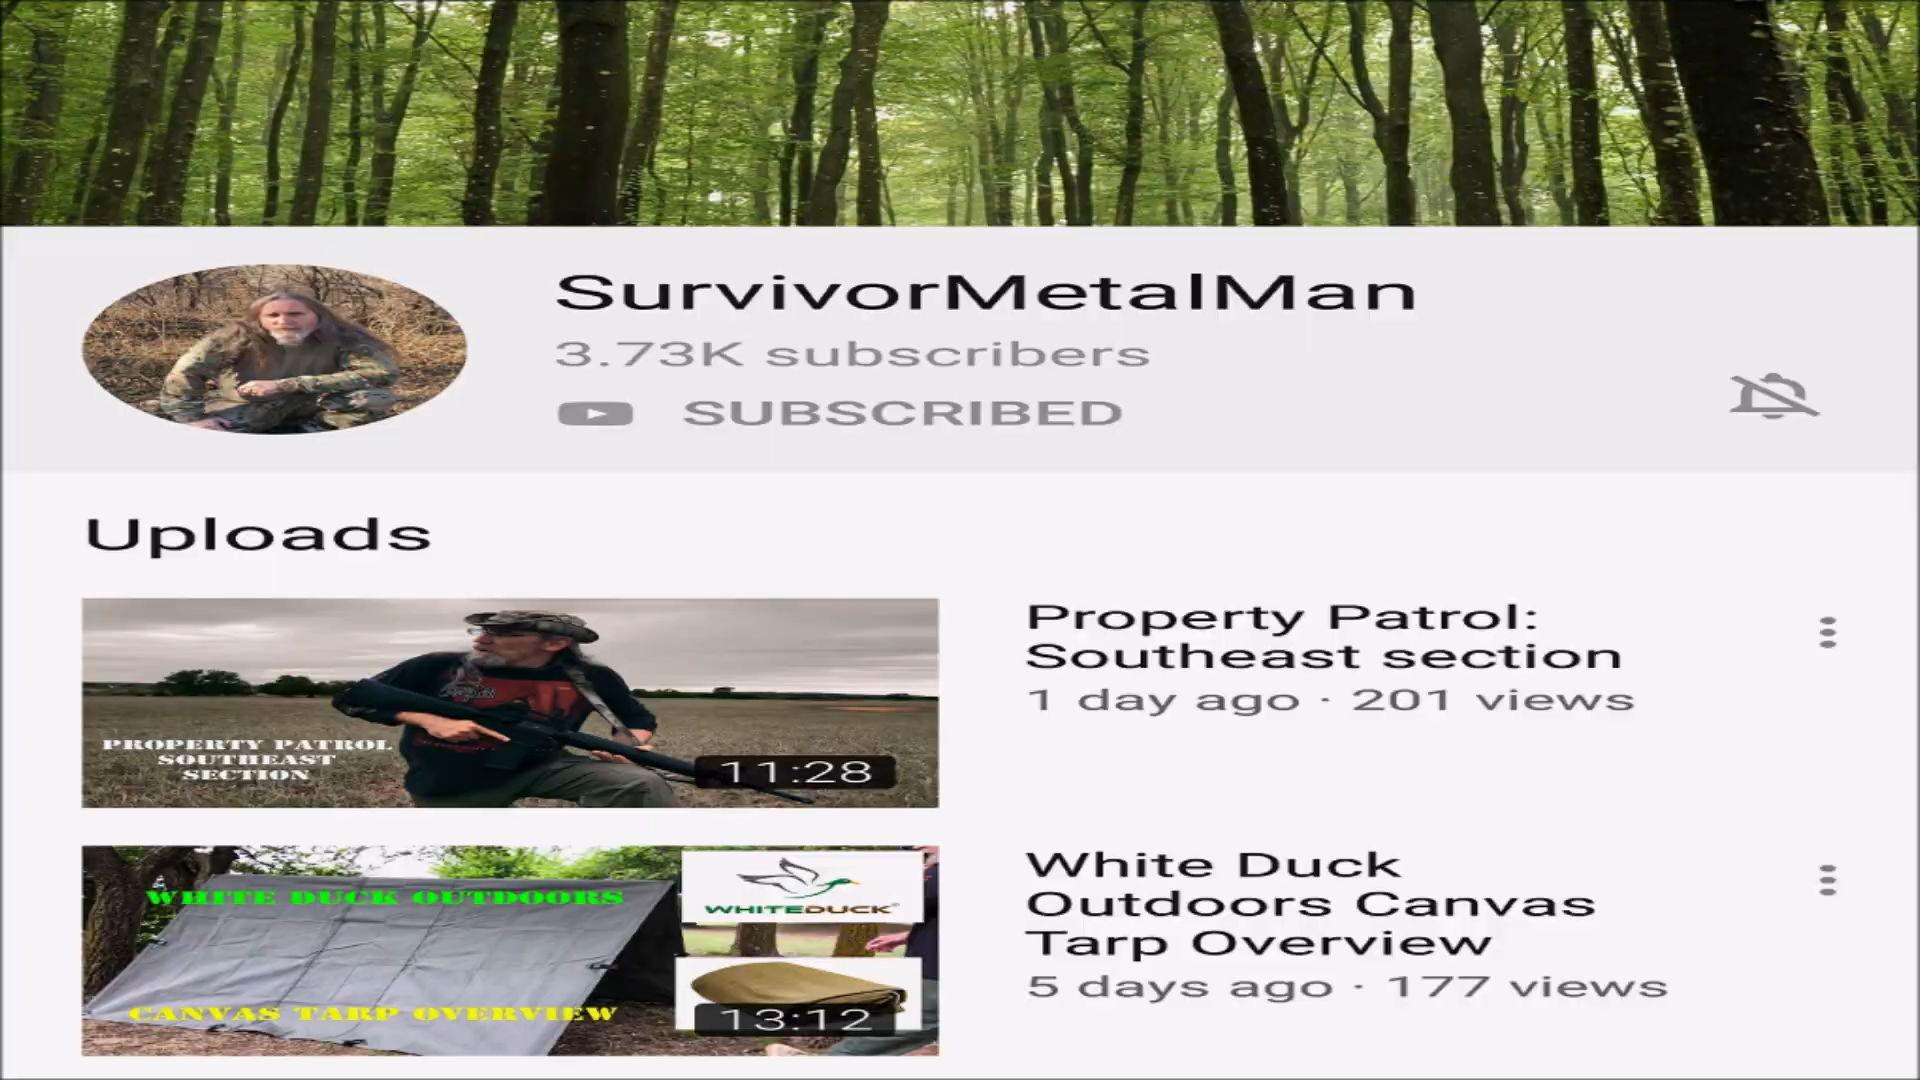 SurvivorMetalMan
3.73K subscribers
SUBSCRIBED
Uploads
PROPERTY PATROL
SOUTHEAST
SECTION
11:28
Property Patrol:
Southeast section
1 day ago · 201 views
WHITE DUCK OUTDOORS
WHITEDUCK®
CANVAS TARP OVERVIEW
13:12
White Duck
Outdoors Canvas
Tarp Overview
5 days ago · 177 views